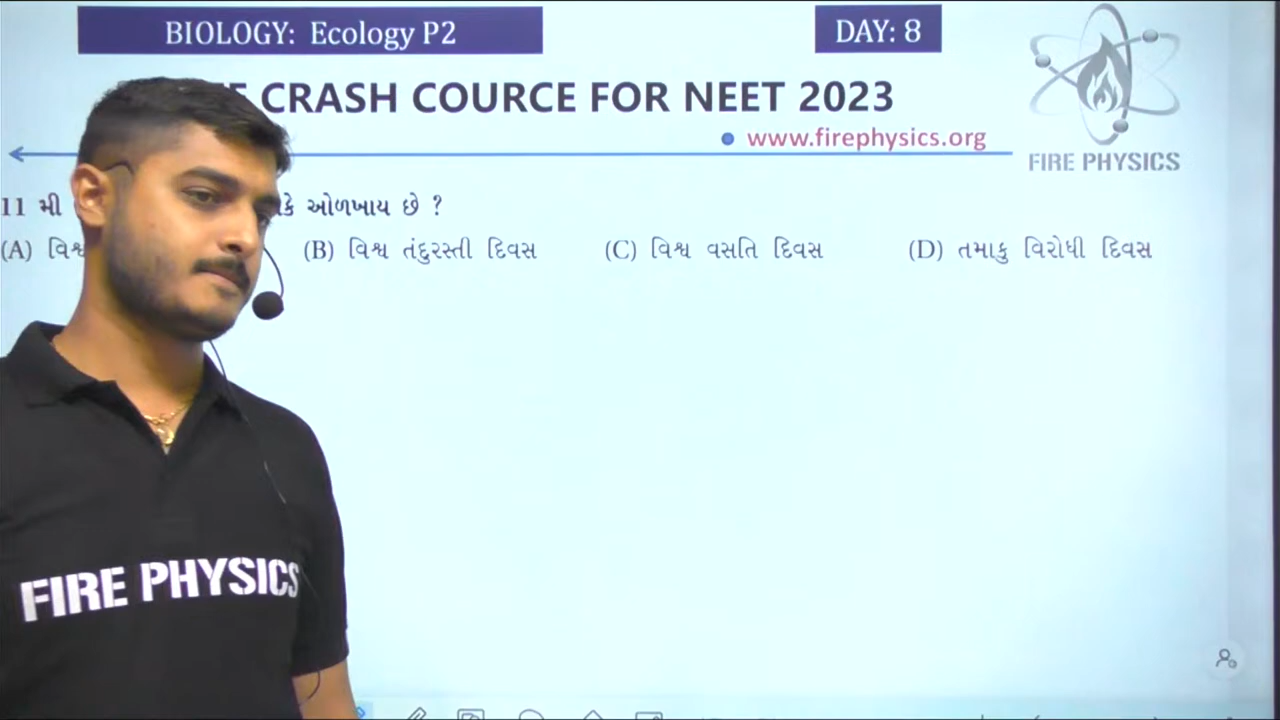 BIOLOGY: Ecology P2
DAY: 8
CRASH COURCE FOR NEET 2023
• www.firephysics.org
FIRE PHYSICS
11 મી ઓળખાય છે ?
(A) (B) વિશ્વ તંદુરસ્તી દિવસ (C) વિશ્વ વસતિ દિવસ (D) તમાકુ વિરોધી દિવસ
FIRE PHYSICS